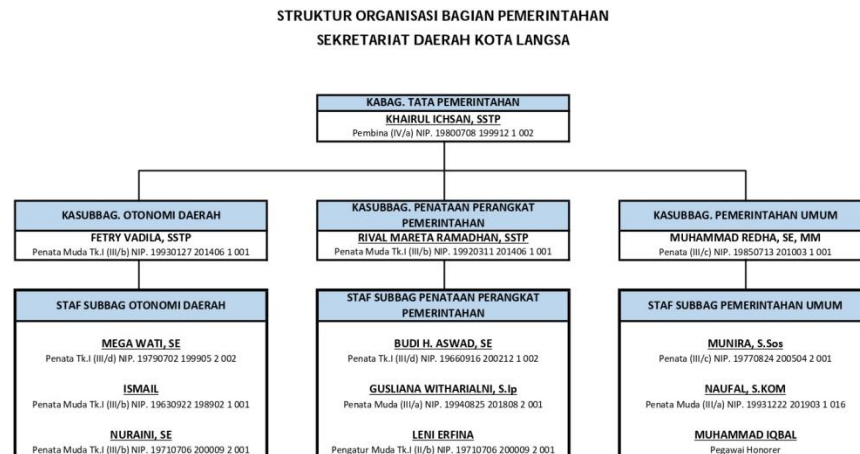 STRUKTUR ORGANISASI BAGIAN PEMERINTAHAN
SEKRETARIAT DAERAH KOTA LANGSA
KABAG. TATA PEMERINTAHAN
KHAIRUL ICHSAN, SSTP
Pembina (IV/a) NIP. 19800708 199912 1 002
KASUBBAG. OTONOMI DAERAH
FETRY VADILA, SSTP
Penata Muda Tk.I (III/b) NIP. 19930127 201406 1 001
KASUBBAG. PENATAAN PERANGKAT
PEMERINTAHAN
RIVAL MARETA RAMADHAN, SSTP
Penata Muda Tk.I (III/b) NIP. 19920311 201406 1 001
KASUBBAG. PEMERINTAHAN UMUM
MUHAMMAD REDHA, SE, MM
Penata (III/c) NIP. 19850713 201003 1 001
STAF SUBBAG OTONOMI DAERAH
MEGA WATI, SE
Penata Tk.I (III/d) NIP. 19790702 199905 2 002
ISMAIL
Penata Muda Tk.I (III/b) NIP. 19630922 198902 1 001
NURAINI, SE
Penata Muda Tk.I (III/b) NIP. 19710706 200009 2 001
STAF SUBBAG PENATAAN PERANGKAT
PEMERINTAHAN
BUDI H. ASWAD, SE
Penata Tk.I (III/d) NIP. 19660916 200212 1 002
GUSLIANA WITHARIALNI, S.Ip
Penata Muda (III/a) NIP. 19940825 201808 2 001
LENI ERFINA
Pengatur Muda Tk.I (II/b) NIP. 19710706 200009 2 001
STAF SUBBAG PEMERINTAHAN UMUM
MUNIRA, S.Sos
Penata (III/c) NIP. 19770824 200504 2 001
NAUFAL, S.KOM
Penata Muda (III/a) NIP. 19931222 201903 1 016
MUHAMMAD IQBAL
Pegawai Honorer